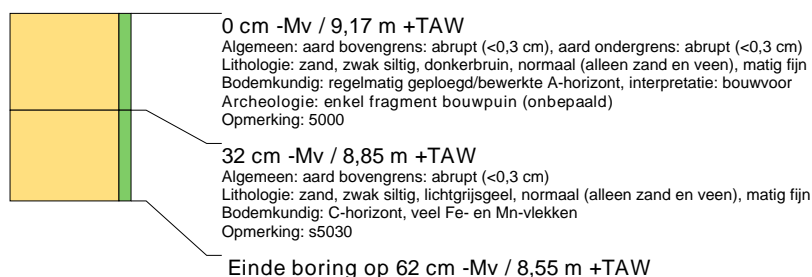 0 cm -Mv / 9,17 m +TAW
Algemeen: aard bovengrens: abrupt (<0,3 cm), aard ondergrens: abrupt (<0,3 cm)
Lithologie: zand, zwak siltig, donkerbruin, normaal (alleen zand en veen), matig fijn
Bodemkundig: regelmatig geploegd/bewerkte A-horizont, interpretatie: bouwvoor
Archeologie: enkel fragment bouwpuin (onbepaald)
Opmerking: 5000
32 cm -Mv / 8,85 m +TAW
Algemeen: aard bovengrens: abrupt (<0,3 cm)
Lithologie: zand, zwak siltig, lichtgrijsgeel, normaal (alleen zand en veen), matig fijn
Bodemkundig: C-horizont, veel Fe- en Mn-vlekken
Opmerking: s5030
Einde boring op 62 cm -Mv / 8,55 m +TAW